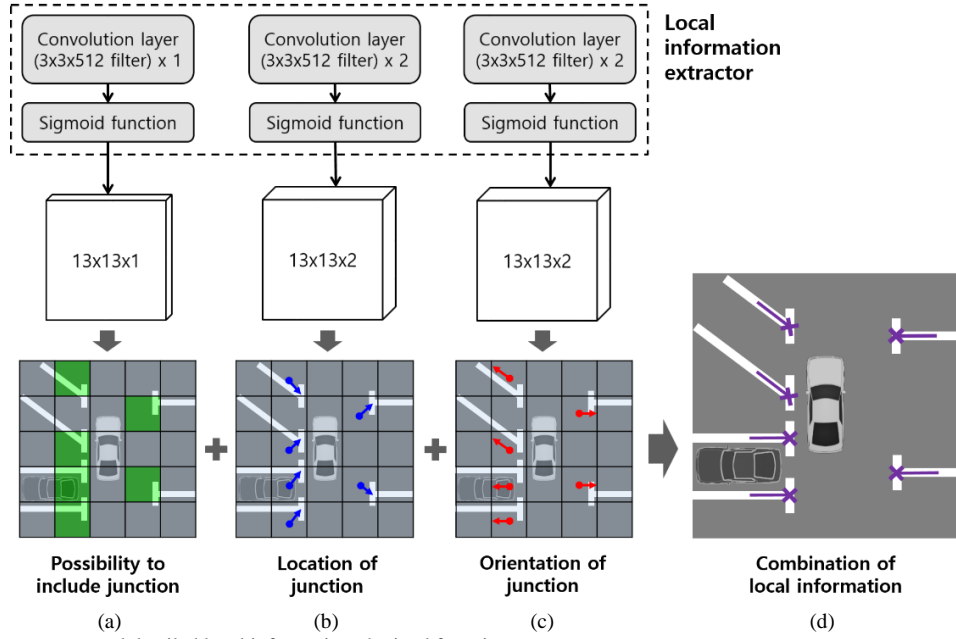 Convolution layer
(3x3x512 filter) x 1
Convolution layer
(3x3x512 filter) x 2
Convolution layer
(3x3x512 filter) x 2
Local
information
extractor
Sigmoid function
Sigmoid function
Sigmoid function
13x13x1
13x13x2
13x13x2
Possibility to
include junction
Location of
junction
Orientation of
junction
Combination of
local information
(a)
(b)
(c)
(d)